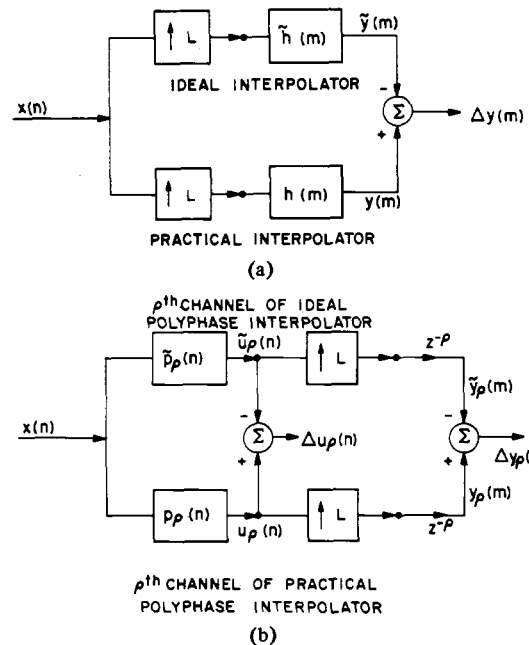 ↑ L
h̃(m)
ỹ(m)
IDEAL INTERPOLATOR
x(n)
-
Σ
Δy(m)
+
↑ L
h(m)
y(m)
PRACTICAL INTERPOLATOR
(a)
ρth CHANNEL OF IDEAL
POLYPHASE INTERPOLATOR
p̃ρ(n)
ũρ(n)
↑ L
z-ρ
ỹρ(m)
x(n)
-
Σ
Δuρ(n)
+
-
Σ
Δyρ(
+
pρ(n)
uρ(n)
↑ L
z-ρ
yρ(m)
ρth CHANNEL OF PRACTICAL
POLYPHASE INTERPOLATOR
(b)